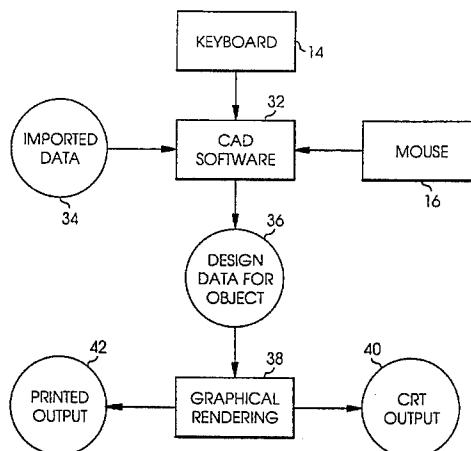 KEYBOARD
14
32
IMPORTED
DATA
34
CAD
SOFTWARE
MOUSE
16
36
DESIGN
DATA FOR
OBJECT
42
PRINTED
OUTPUT
38
GRAPHICAL
RENDERING
40
CRT
OUTPUT